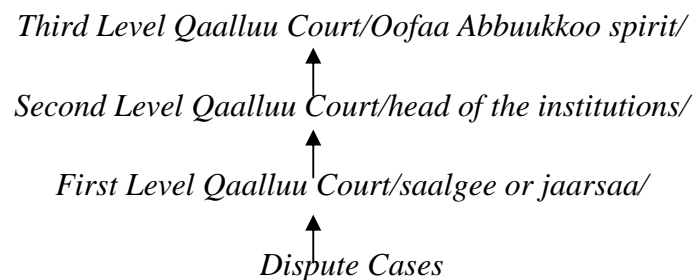 Third Level Qaalluu Court/Oofaa Abbuukkoo spirit/
Second Level Qaalluu Court/head of the institutions/
First Level Qaalluu Court/saalgee or jaarsaa/
Dispute Cases